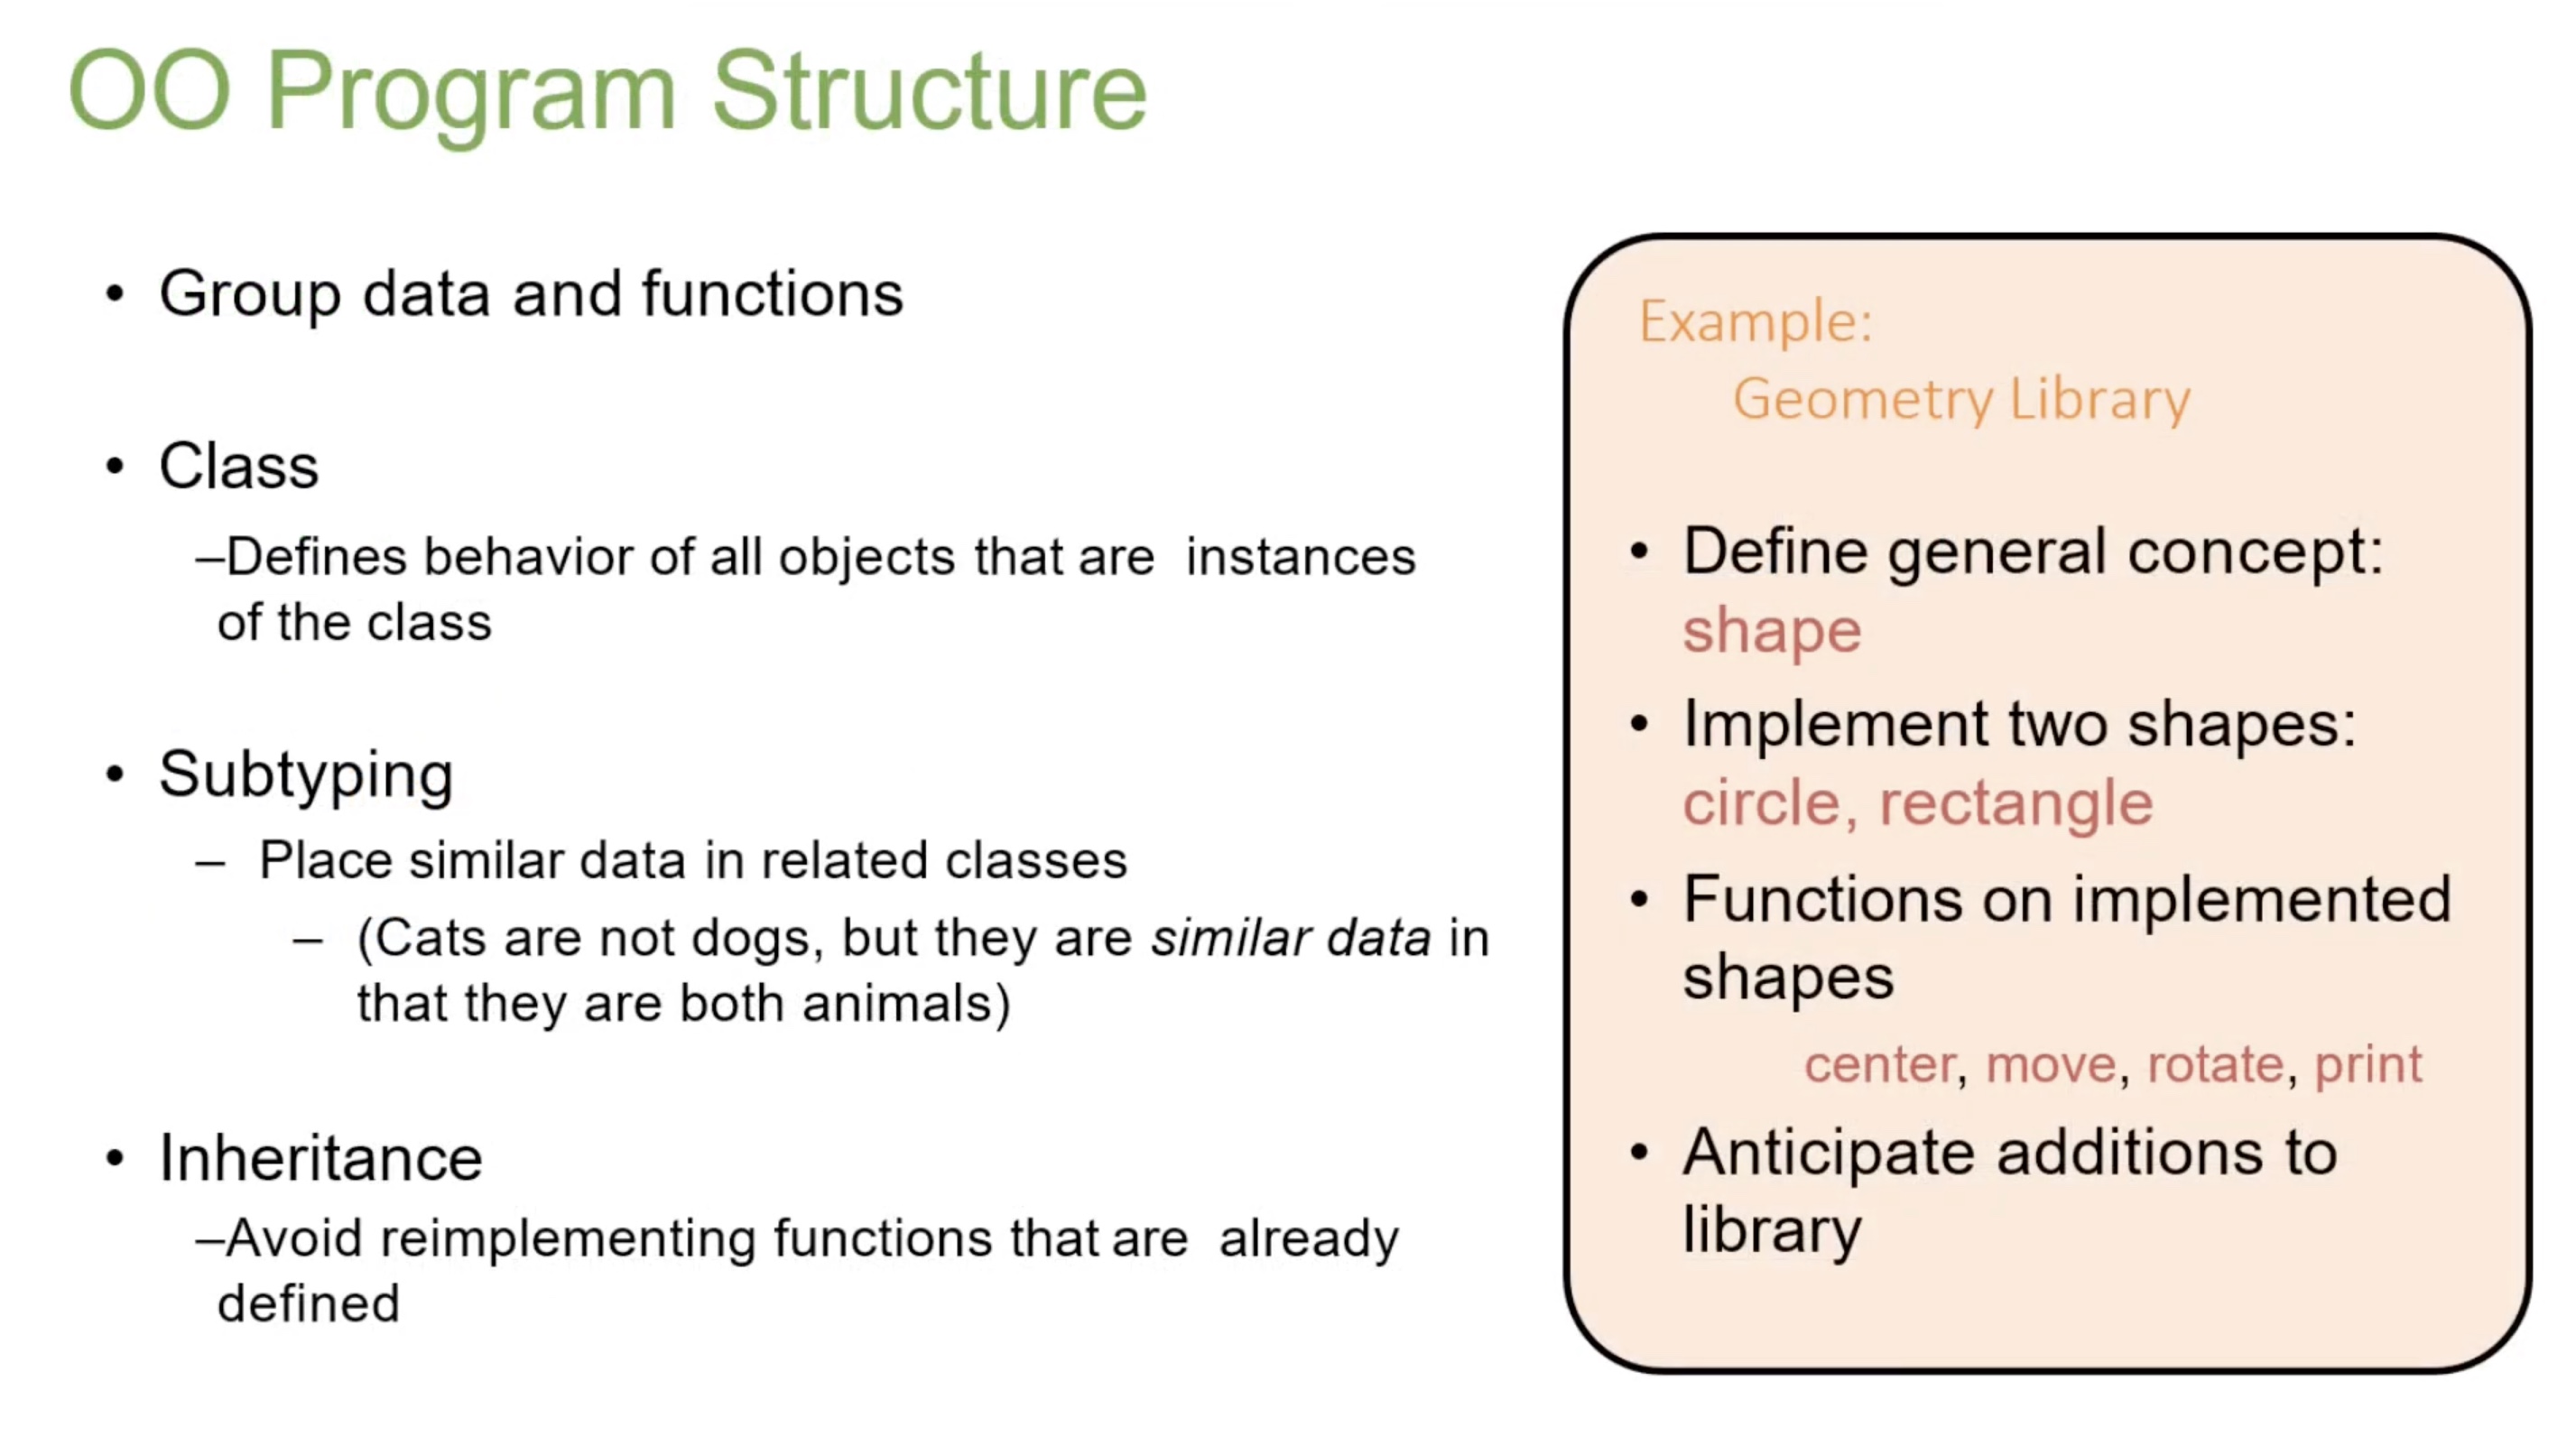 OO Program Structure
• Group data and functions
• Class
–Defines behavior of all objects that are instances
of the class
• Subtyping
– Place similar data in related classes
– (Cats are not dogs, but they are similar data in
that they are both animals)
• Inheritance
–Avoid reimplementing functions that are already
defined
Example:
Geometry Library
• Define general concept:
shape
• Implement two shapes:
circle, rectangle
• Functions on implemented
shapes
center, move, rotate, print
• Anticipate additions to
library